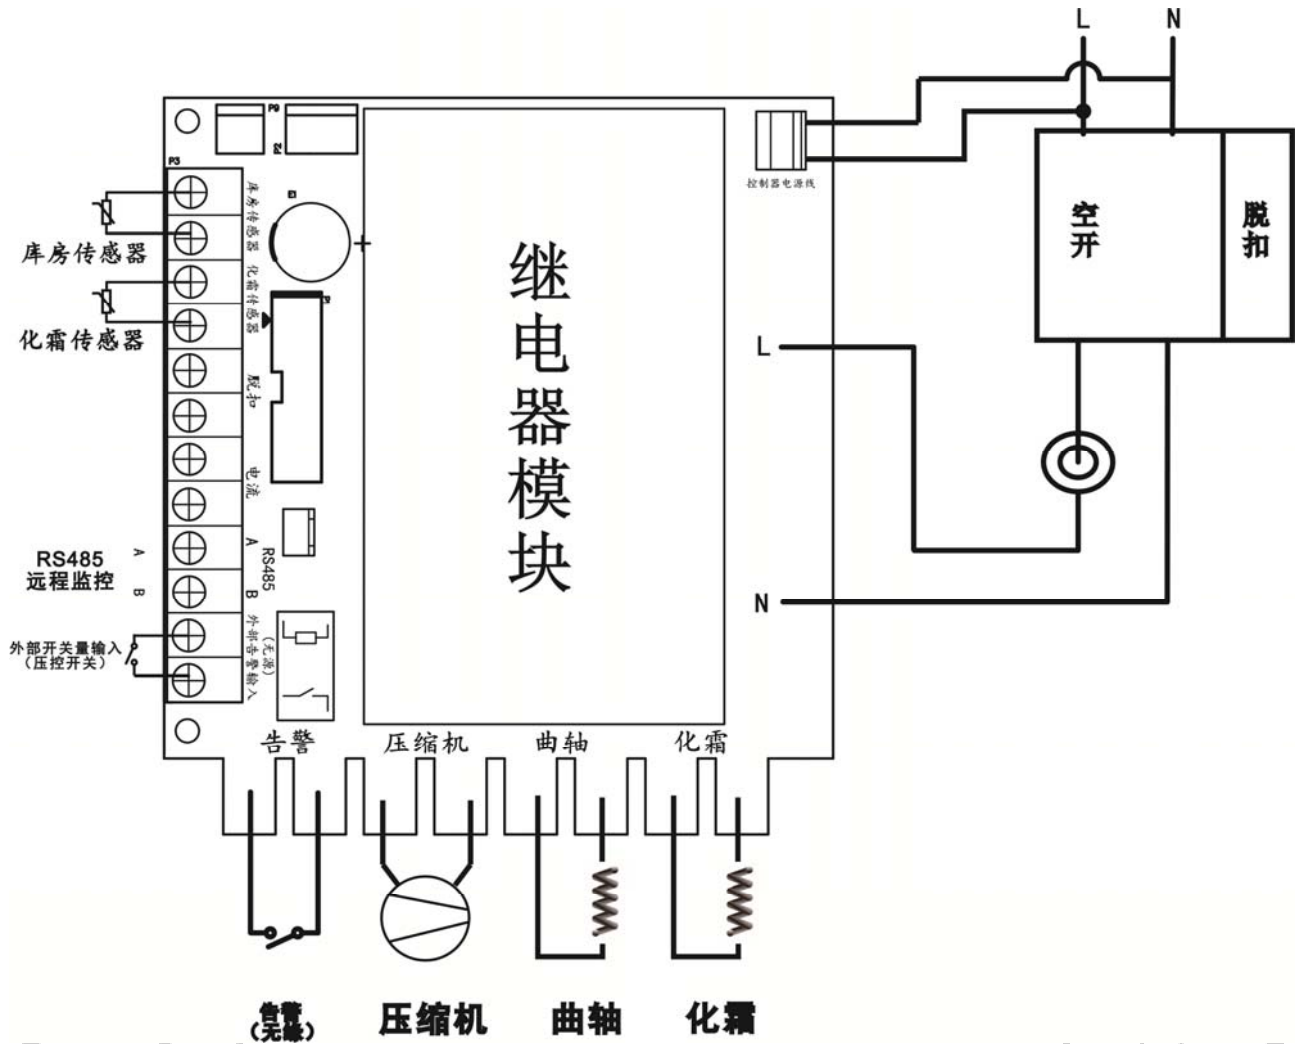 L N
P9
P2
P3
控制器电源线
库房传感器
库房传感器
化霜传感器
化霜传感器
脱扣
电流
A
B
RS485
RS485
远程监控
A
B
外部告警输入
(无源)
外部开关量输入
(压控开关)
继电器模块
空开
脱扣
L
N
告警 压缩机 曲轴 化霜
告警 压缩机 曲轴 化霜